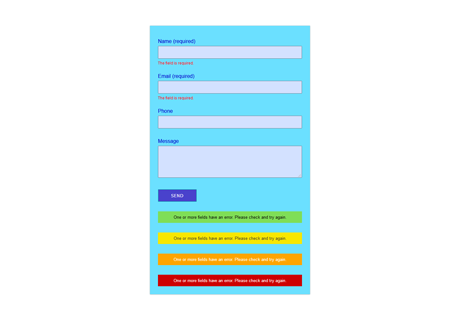 Name (required)
The field is required.
Email (required)
The field is required.
Phone
Message
SEND
One or more fields have an error. Please check and try again.
One or more fields have an error. Please check and try again.
One or more fields have an error. Please check and try again.
One or more fields have an error. Please check and try again.